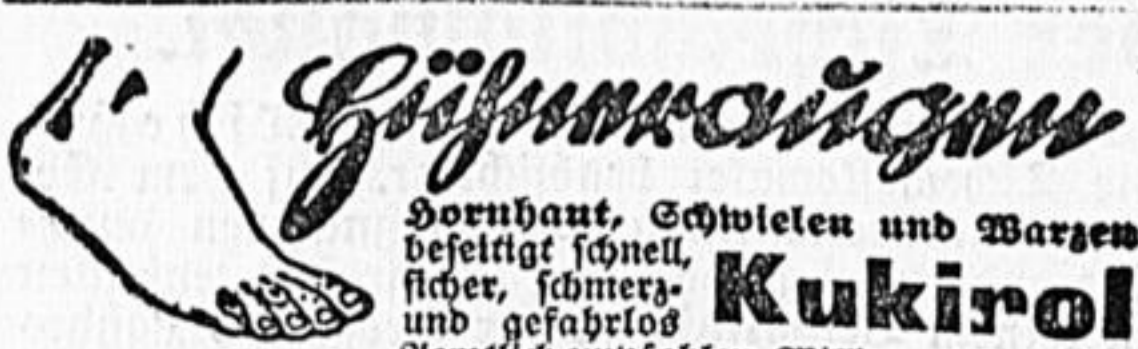 Hühneraugen
Hornhaut, Schwielen und Warzen
beseitigt schnell,
sicher, schmerz-
und gefahrlos
Kukirol